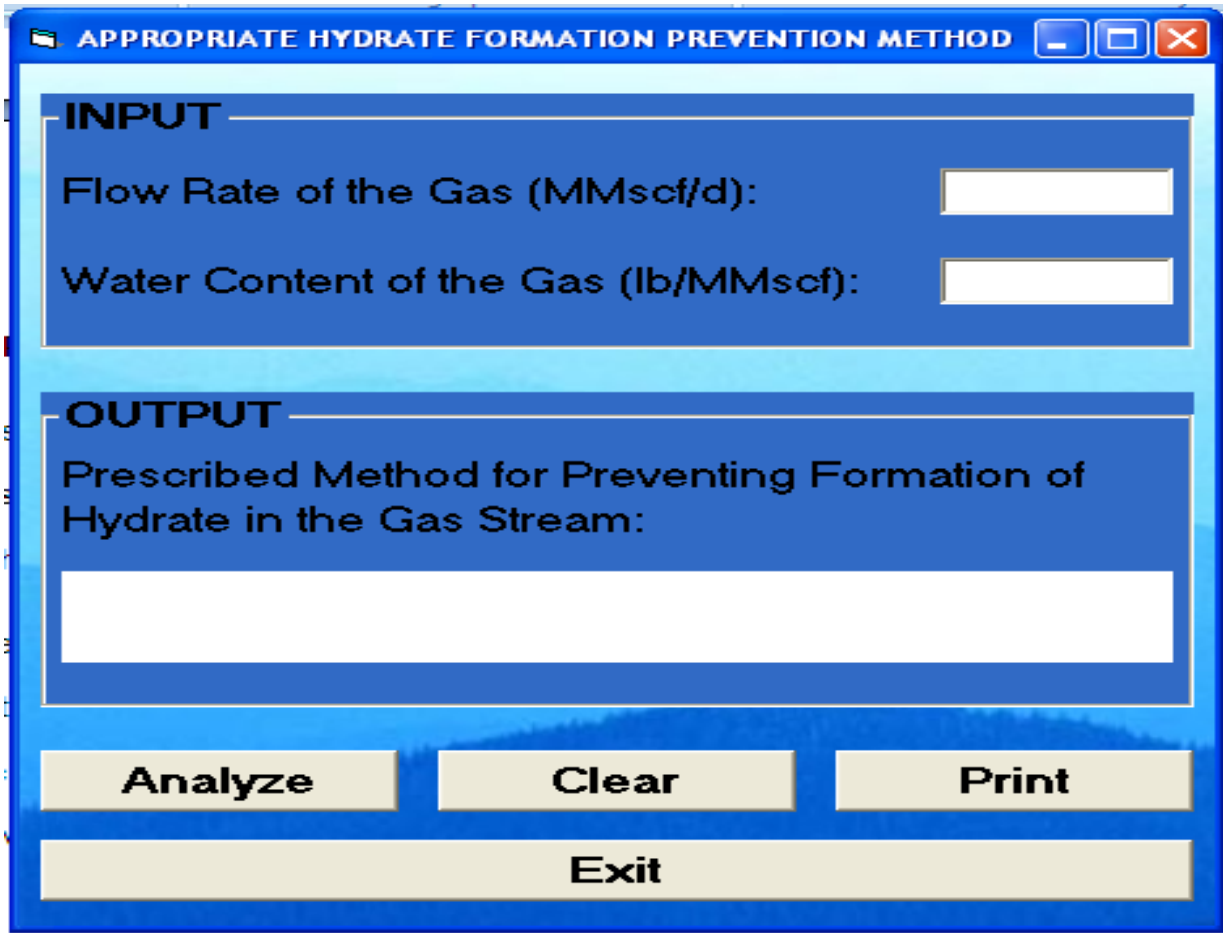 APPROPRIATE HYDRATE FORMATION PREVENTION METHOD
INPUT
Flow Rate of the Gas (MMscf/d):
Water Content of the Gas (lb/MMscf):
OUTPUT
Prescribed Method for Preventing Formation of
Hydrate in the Gas Stream:
Analyze
Clear
Print
Exit